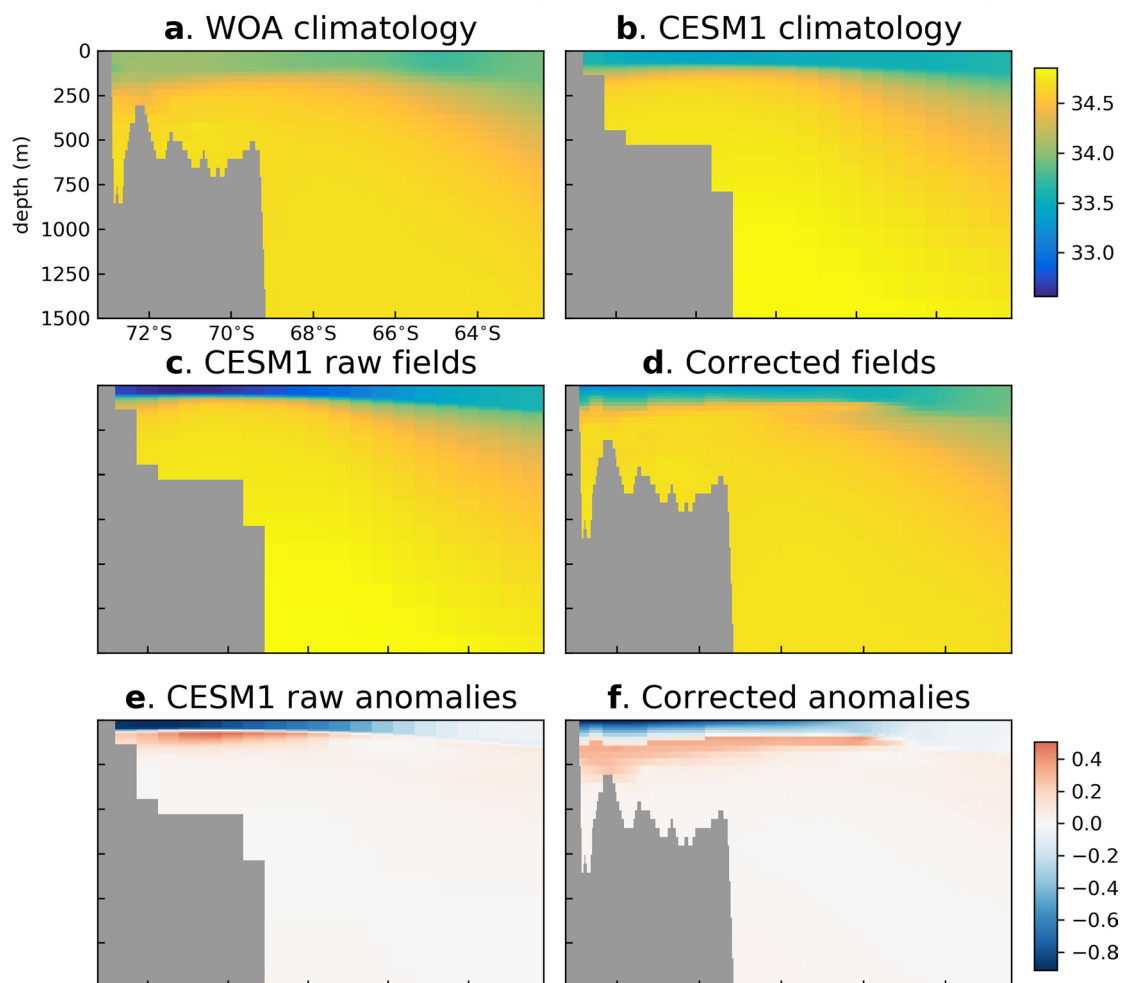 a. WOA climatology
b. CESM1 climatology
0
250
500
750
1000
1250
1500
depth (m)
72°S 70°S 68°S 66°S 64°S
34.5
34.0
33.5
33.0
c. CESM1 raw fields
d. Corrected fields
e. CESM1 raw anomalies
f. Corrected anomalies
0.4
0.2
0.0
−0.2
−0.4
−0.6
−0.8